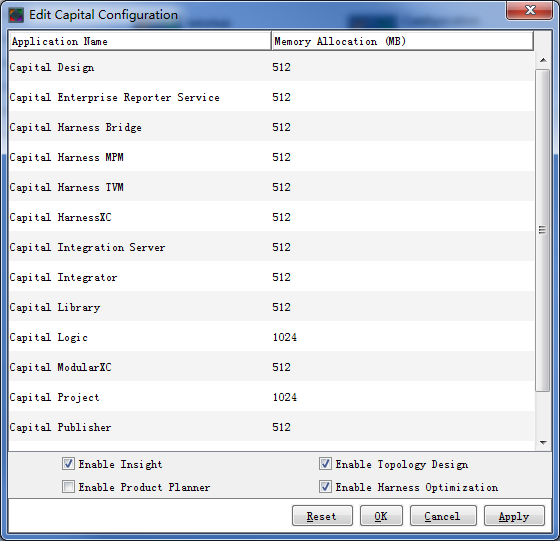 Edit Capital Configuration
Application Name Memory Allocation (MB)
Capital Design 512
Capital Enterprise Reporter Service 512
Capital Harness Bridge 512
Capital Harness MPM 512
Capital Harness TVM 512
Capital HarnessXC 512
Capital Integration Server 512
Capital Integrator 512
Capital Library 512
Capital Logic 1024
Capital ModularXC 512
Capital Project 1024
Capital Publisher 512
Enable Insight Enable Topology Design
Enable Product Planner Enable Harness Optimization
Reset OK Cancel Apply